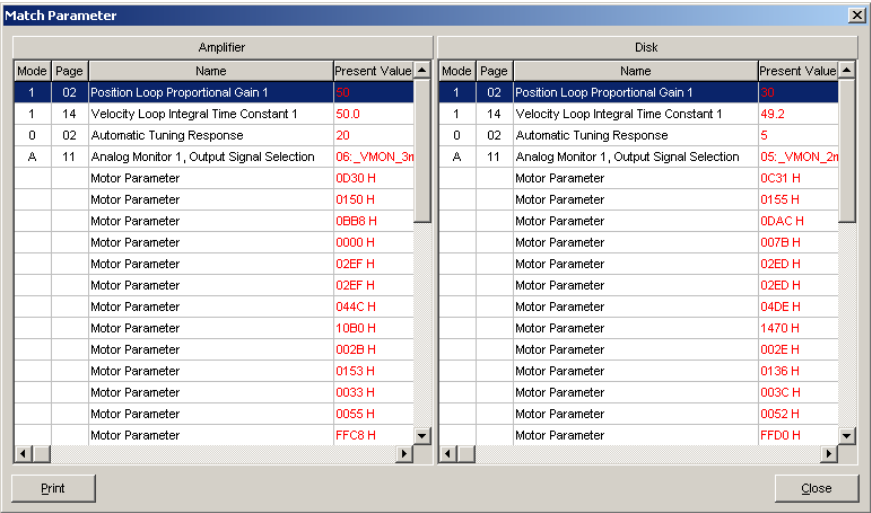 Match Parameter
Amplifier Disk
Mode Page Name Present Value Mode Page Name Present Value
1 02 Position Loop Proportional Gain 1 50 1 02 Position Loop Proportional Gain 1 30
1 14 Velocity Loop Integral Time Constant 1 50.0 1 14 Velocity Loop Integral Time Constant 1 49.2
0 02 Automatic Tuning Response 20 0 02 Automatic Tuning Response 5
A 11 Analog Monitor 1, Output Signal Selection 06:_VMON_3m A 11 Analog Monitor 1, Output Signal Selection 05:_VMON_2m
Motor Parameter 0D30 H Motor Parameter 0C31 H
Motor Parameter 0150 H Motor Parameter 0155 H
Motor Parameter 0BB8 H Motor Parameter 0DAC H
Motor Parameter 0000 H Motor Parameter 007B H
Motor Parameter 02EF H Motor Parameter 02ED H
Motor Parameter 02EF H Motor Parameter 02ED H
Motor Parameter 044C H Motor Parameter 04DE H
Motor Parameter 10B0 H Motor Parameter 1470 H
Motor Parameter 002B H Motor Parameter 002E H
Motor Parameter 0153 H Motor Parameter 0136 H
Motor Parameter 0033 H Motor Parameter 003C H
Motor Parameter 0055 H Motor Parameter 0052 H
Motor Parameter FFC8 H Motor Parameter FFD0 H
Print Close